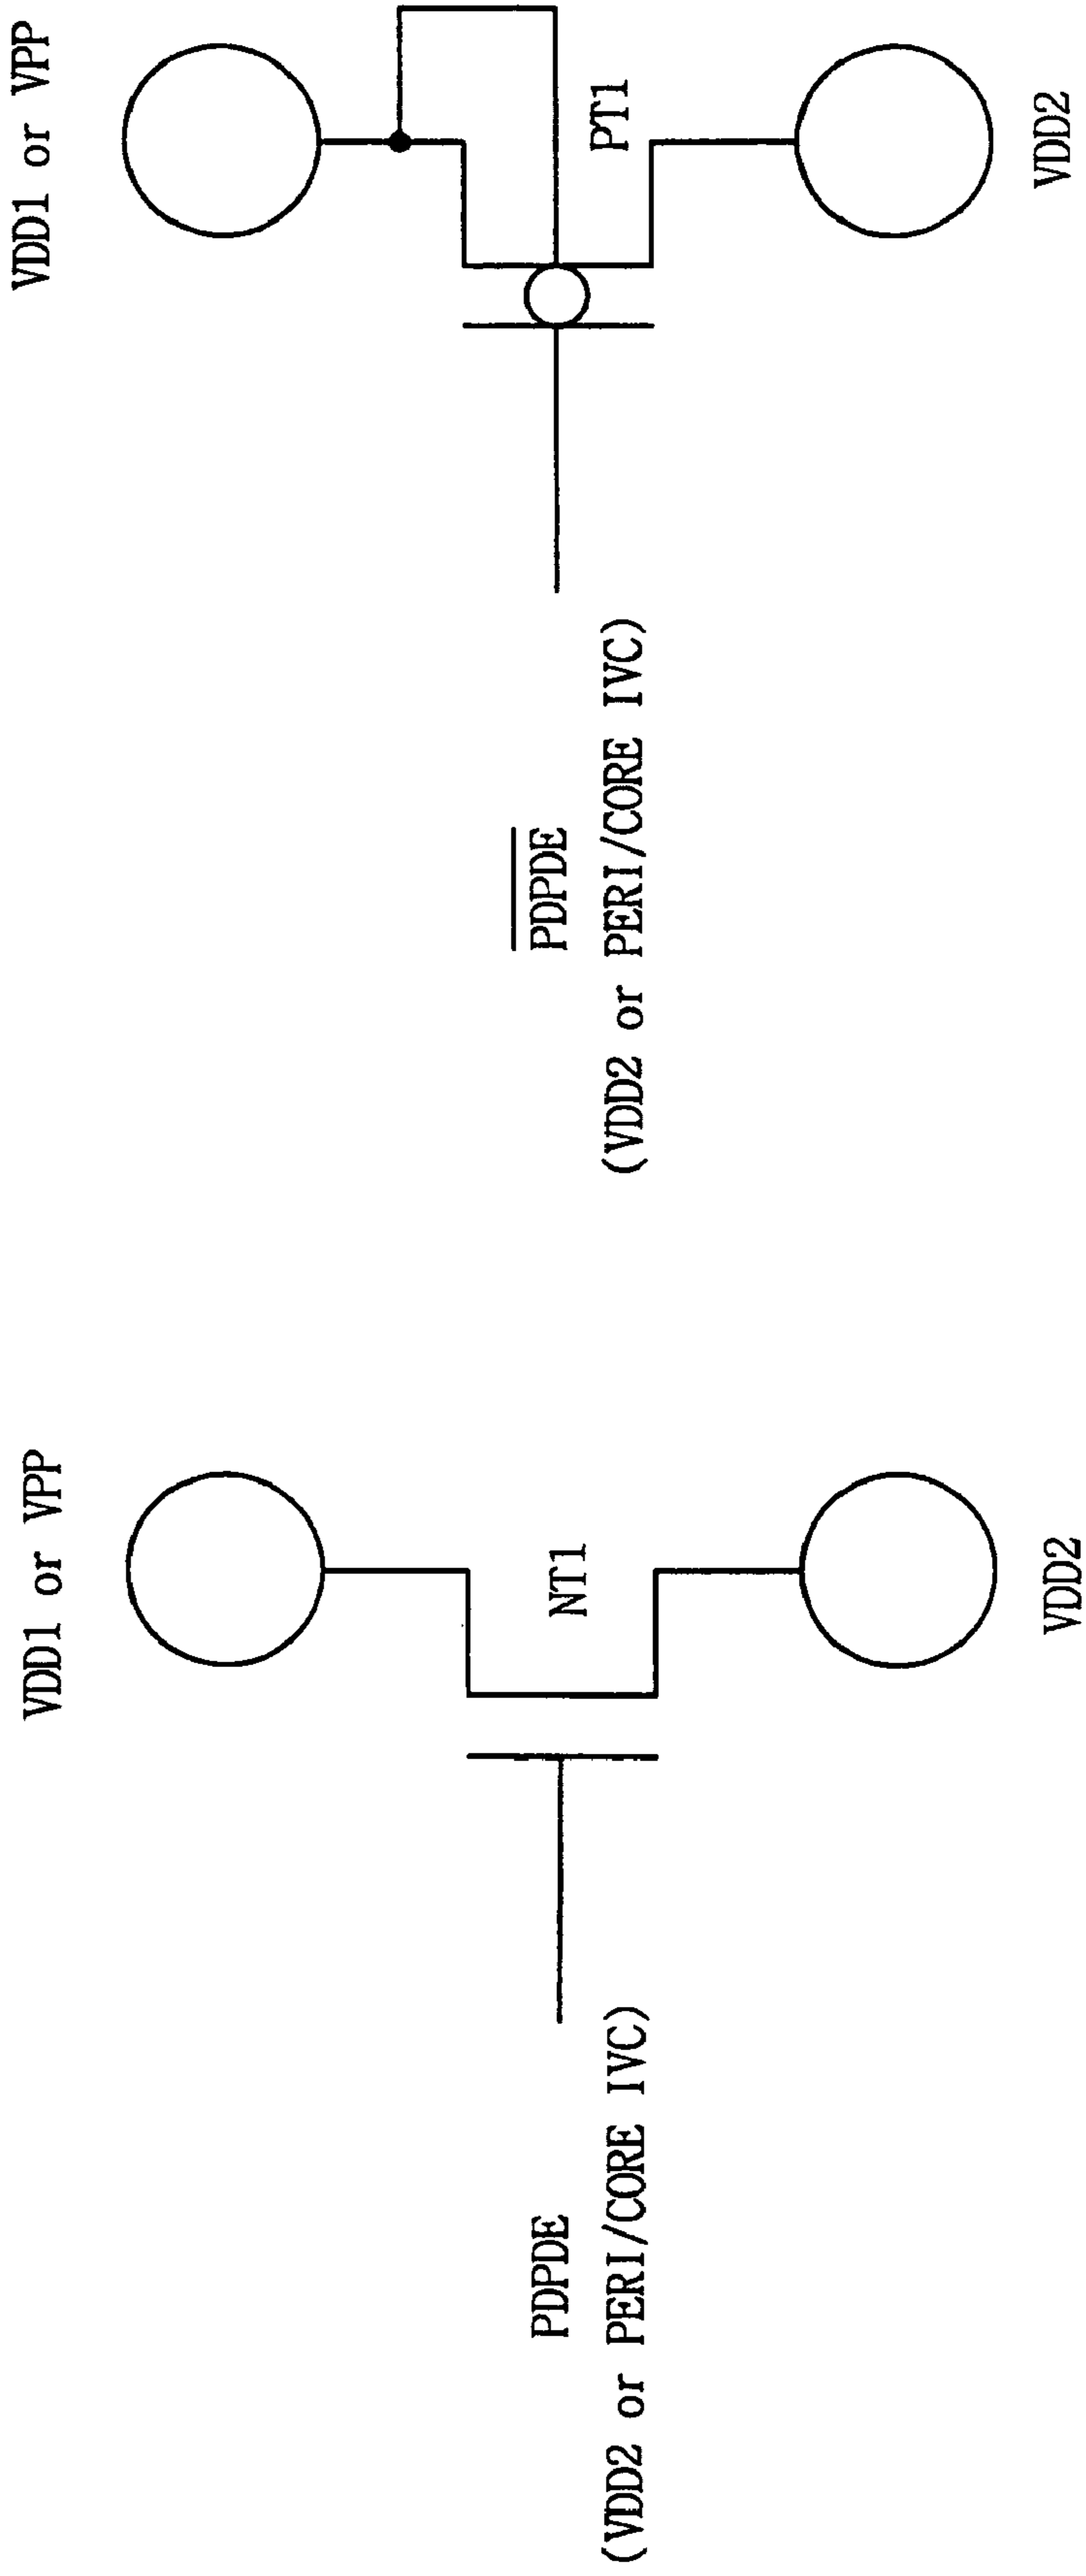 VDD1 or VPP
NT1
PDPDE
(VDD2 or PERI/CORE IVC)
VDD2
VDD1 or VPP
PT1
PDPDE
(VDD2 or PERI/CORE IVC)
VDD2